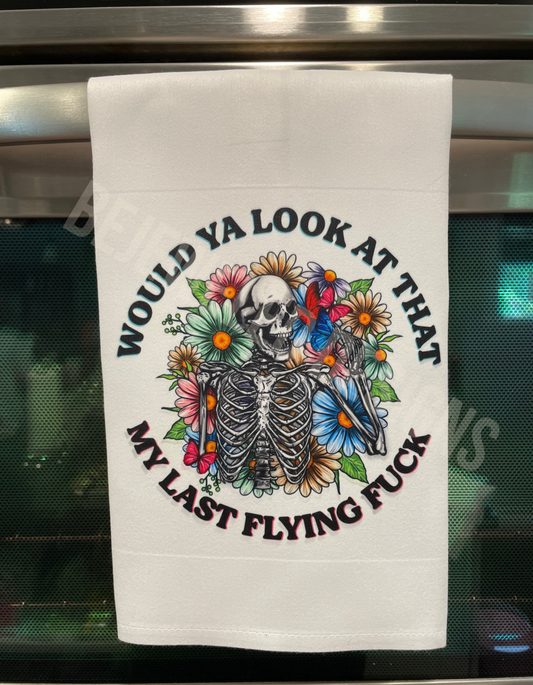 WOULD YA LOOK AT THAT
MY LAST FLYING FUCK